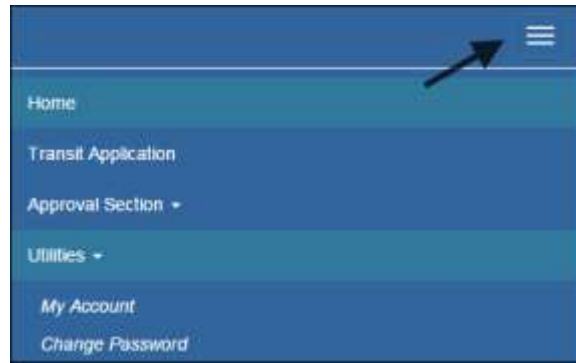 Home
Transit Application
Approval Section
Utilities
My Account
Change Password